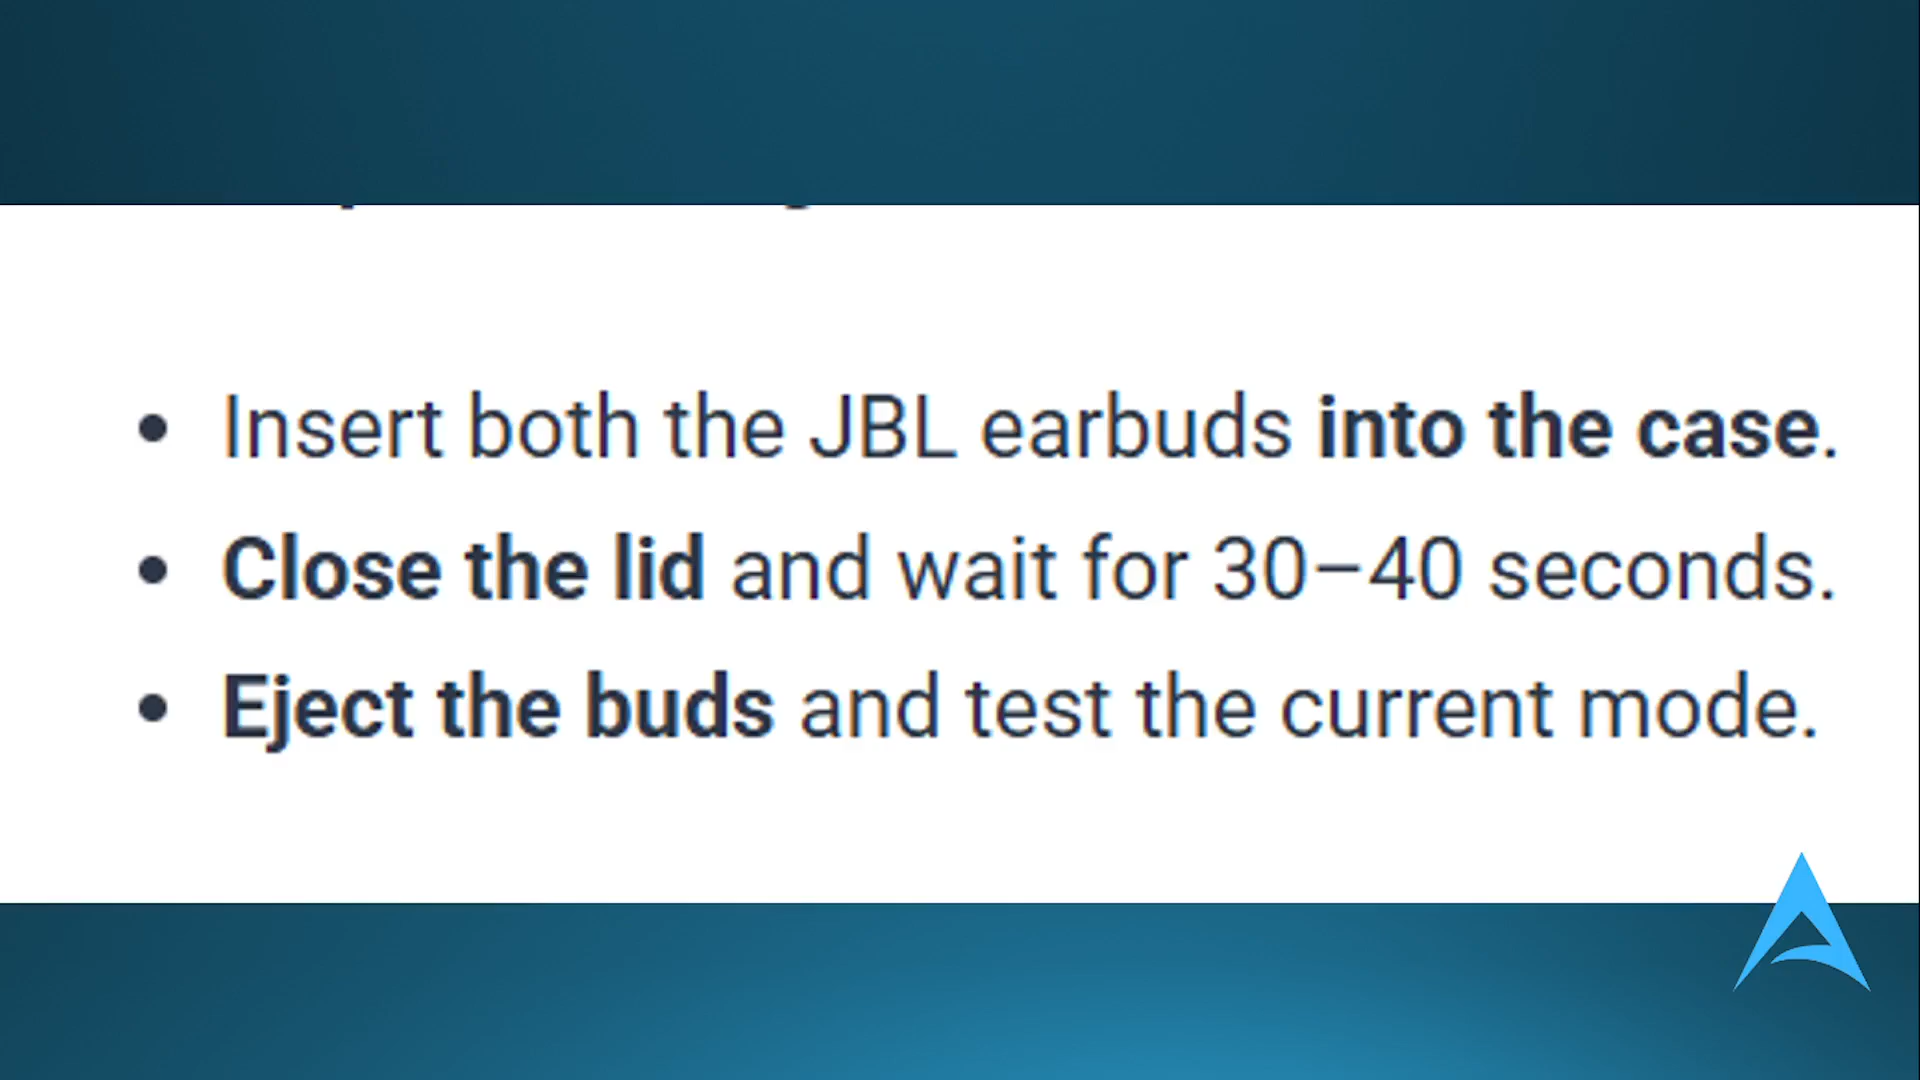 Insert both the JBL earbuds into the case.
Close the lid and wait for 30–40 seconds.
Eject the buds and test the current mode.